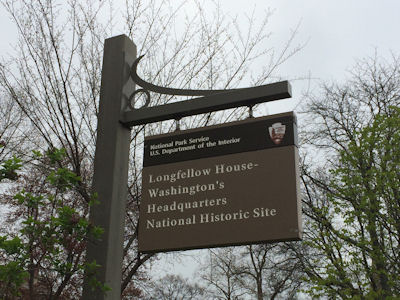 National Park Service
U.S. Department of the Interior
Longfellow House-
Washington's
Headquarters
National Historic Site